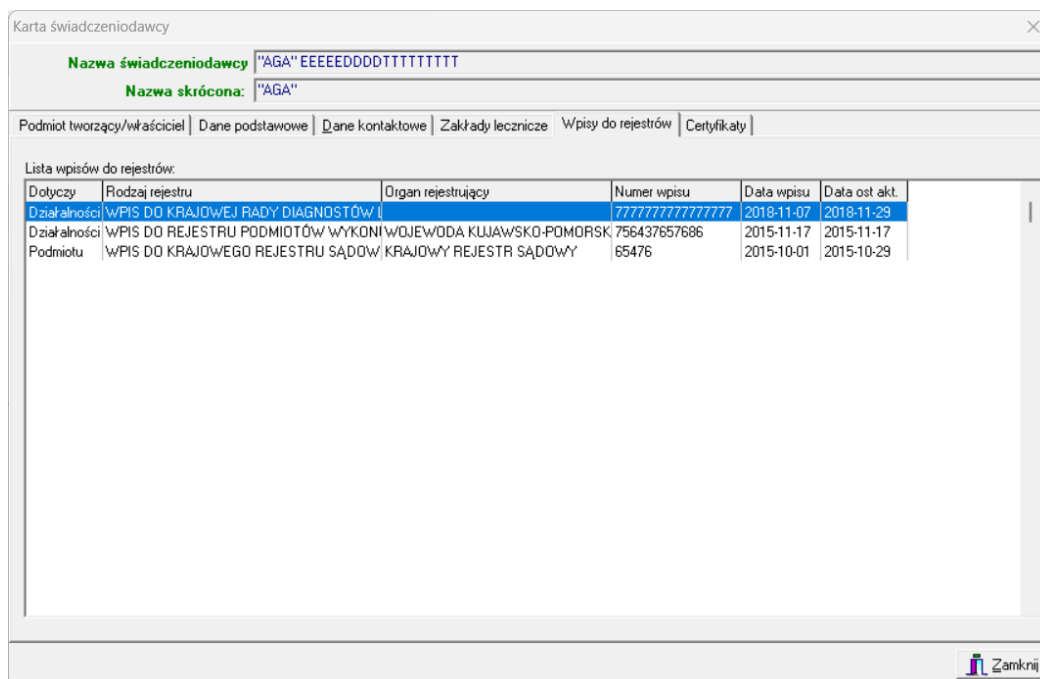 Karta świadczeniodawcy
Nazwa świadczeniodawcy "AGA" EEEEEDDDDTTTTTTTTT
Nazwa skrócona: "AGA"
Podmiot tworzący/właściciel Dane podstawowe Dane kontaktowe Zakłady lecznicze Wpisy do rejestrów Certyfikaty
Lista wpisów do rejestrów:
Dotyczy Rodzaj rejestru Organ rejestrujący Numer wpisu Data wpisu Data ost akt.
Działalności WPIS DO KRAJOWEJ RADY DIAGNOSTÓW L 7777777777777777 2018-11-07 2018-11-29
Działalności WPIS DO REJESTRU PODMIOTÓW WYKONI WOJEWODA KUJAWSKO-POMORSK 756437657686 2015-11-17 2015-11-17
Podmiotu WPIS DO KRAJOWEGO REJESTRU SĄDOW KRAJOWY REJESTR SĄDOWY 65476 2015-10-01 2015-10-29
Zamknij